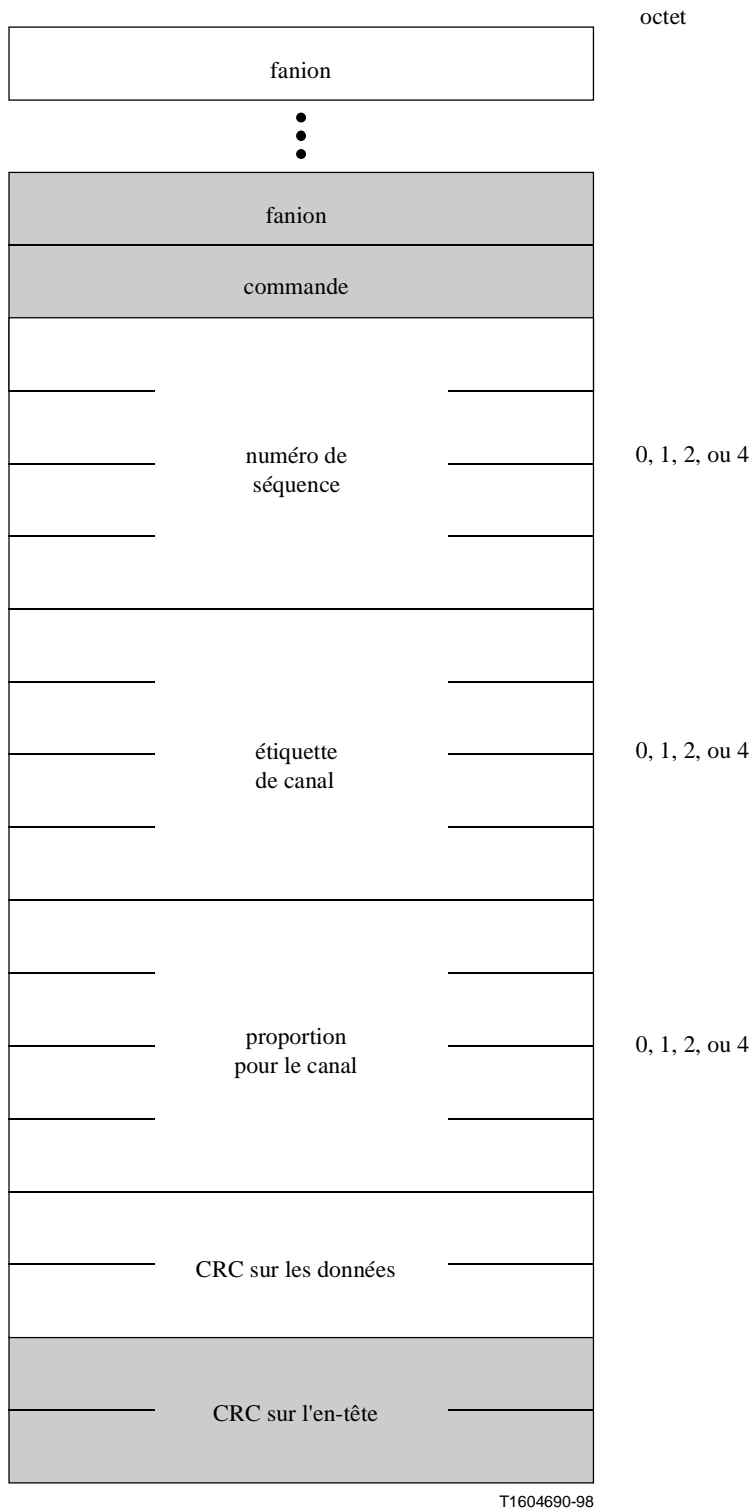 octet
fanion
fanion
commande
numéro de
séquence
0, 1, 2, ou 4
étiquette
de canal
0, 1, 2, ou 4
proportion
pour le canal
0, 1, 2, ou 4
CRC sur les données
CRC sur l'en-tête
T1604690-98